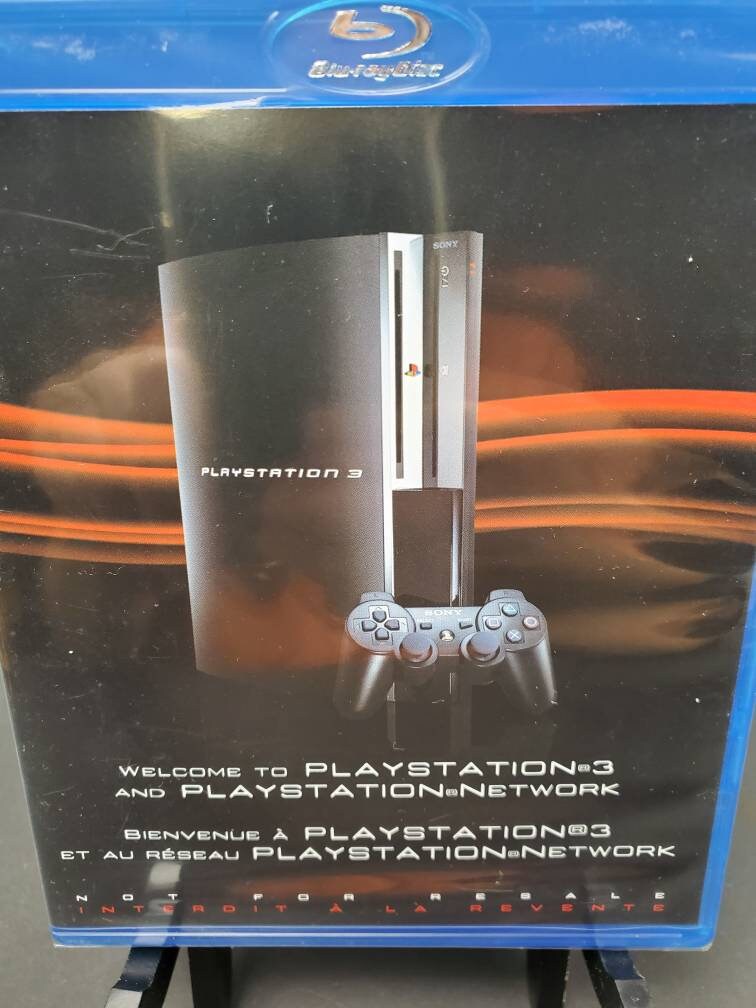 Blu-ray Disc
SONY
PLAYSTATION 3
SONY
WELCOME TO PLAYSTATION®3
AND PLAYSTATION®NETWORK
BIENVENUE À PLAYSTATION®3
ET AU RÉSEAU PLAYSTATION®NETWORK
NOT FOR RESALE
INTERDIT À LA REVENTE